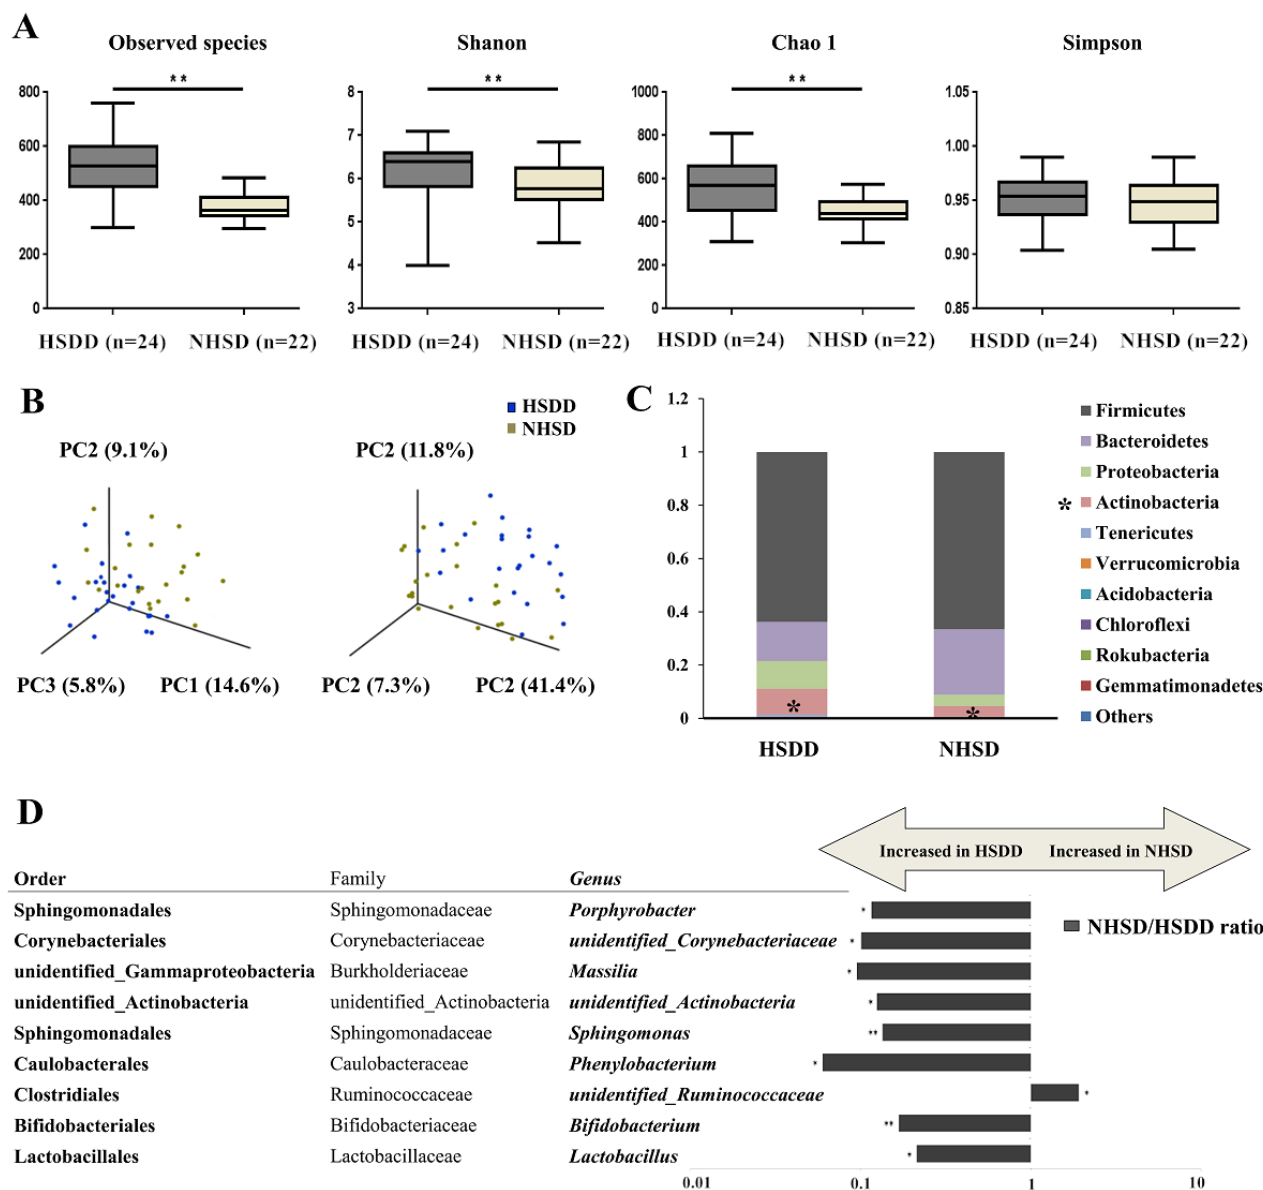 A
Observed species
Shanon
Chao 1
Simpson
**
**
**
800
600
400
200
0
8
7
6
5
4
3
1000
800
600
400
200
0
1.05
1.00
0.95
0.90
0.85
HSDD (n=24) NHSD (n=22)
HSDD (n=24) NHSD (n=22)
HSDD (n=24) NHSD (n=22)
HSDD (n=24) NHSD (n=22)
B
HSDD
NHSD
PC2 (9.1%)
PC3 (5.8%)
PC1 (14.6%)
PC2 (11.8%)
PC2 (7.3%)
PC2 (41.4%)
C
1.2
1
0.8
0.6
0.4
0.2
0
*
*
HSDD
NHSD
Firmicutes
Bacteroidetes
Proteobacteria
* Actinobacteria
Tenericutes
Verrucomicrobia
Acidobacteria
Chloroflexi
Rokubacteria
Gemmatimonadetes
Others
D
Increased in HSDD Increased in NHSD
Order Family Genus
Sphingomonadales Sphingomonadaceae Porphyrobacter *
Corynebacteriales Corynebacteriaceae unidentified_Corynebacteriaceae *
unidentified_Gammaproteobacteria Burkholderiaceae Massilia *
unidentified_Actinobacteria unidentified_Actinobacteria unidentified_Actinobacteria *
Sphingomonadales Sphingomonadaceae Sphingomonas **
Caulobacterales Caulobacteraceae Phenylobacterium *
Clostridiales Ruminococcaceae unidentified_Ruminococcaceae *
Bifidobacteriales Bifidobacteriaceae Bifidobacterium **
Lactobacillales Lactobacillaceae Lactobacillus *
NHSD/HSDD ratio
0.01 0.1 1 10